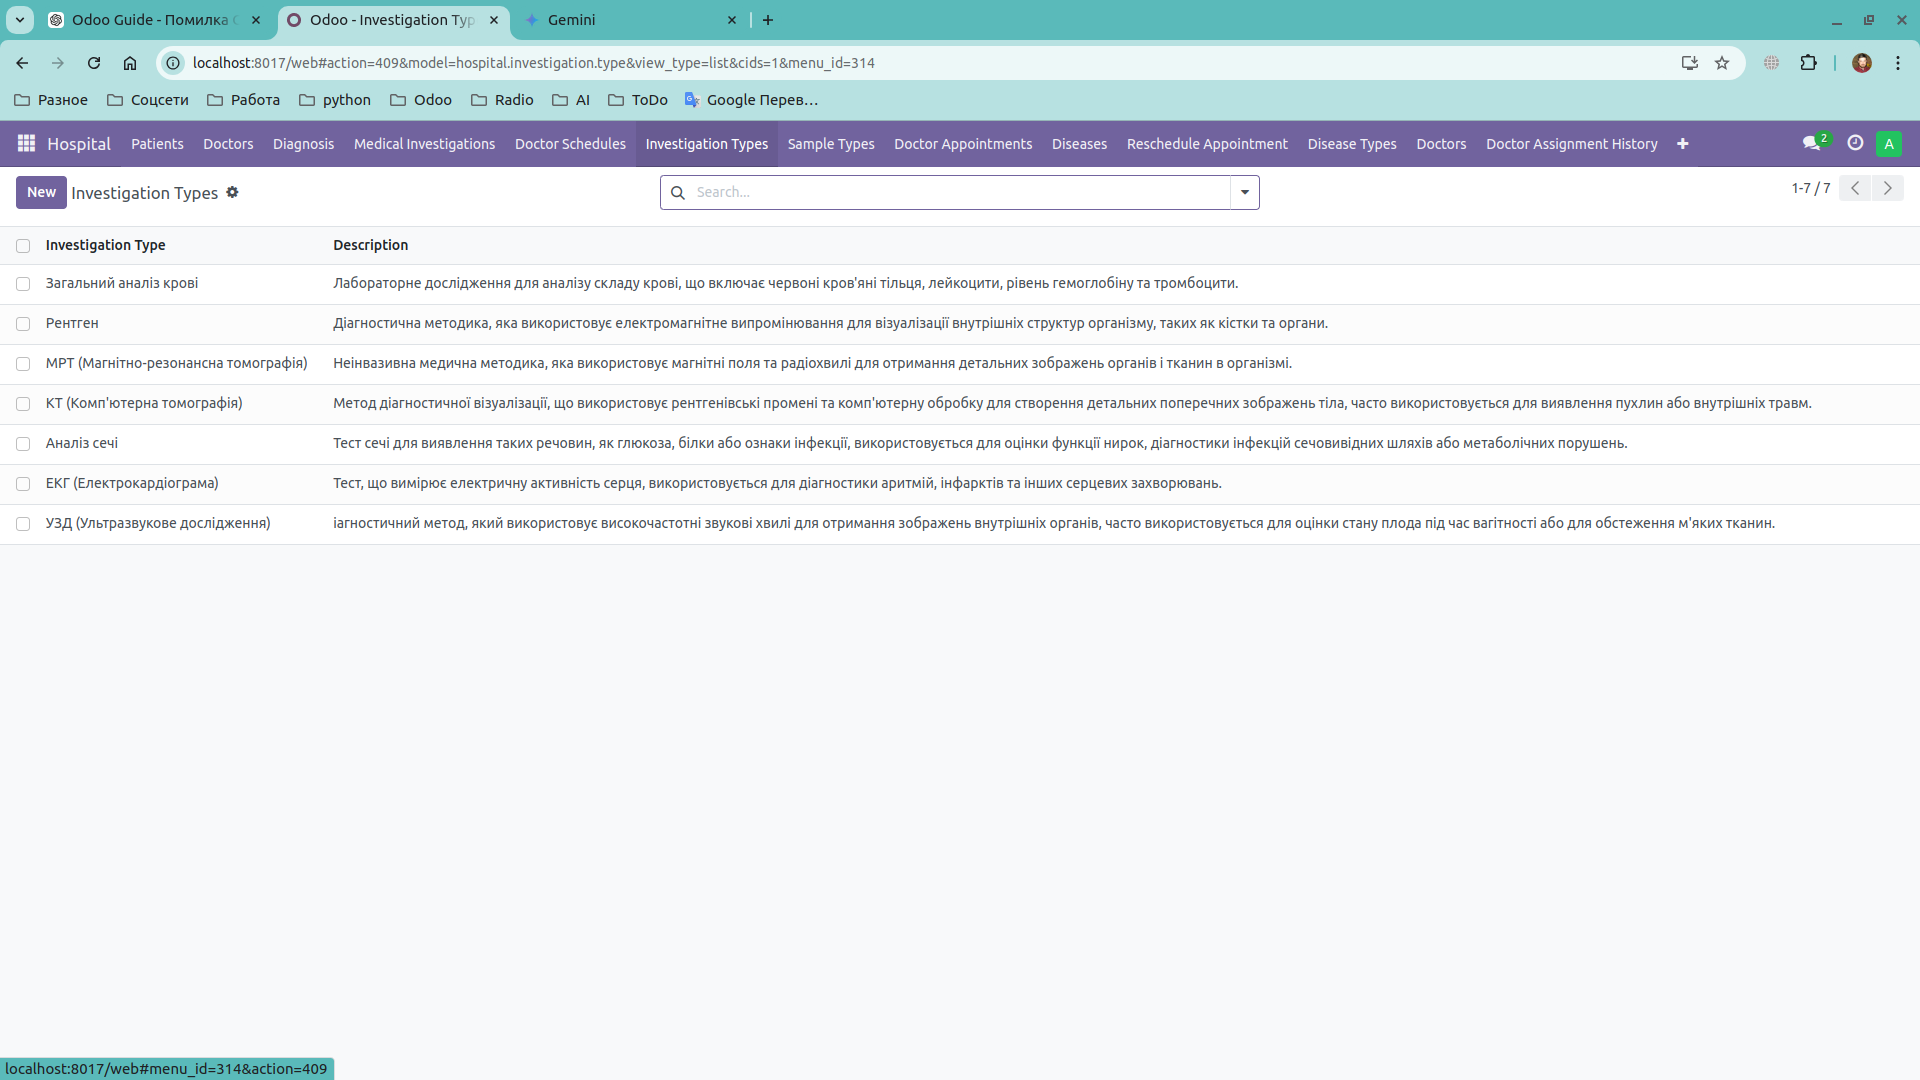 Odoo Guide - Помилка
Odoo - Investigation Typ
Gemini
localhost:8017/web#action=409&model=hospital.investigation.type&view_type=list&cids=1&menu_id=314
Разное Соцсети Работа python Odoo Radio AI ToDo Google Перев…
Hospital Patients Doctors Diagnosis Medical Investigations Doctor Schedules Investigation Types Sample Types Doctor Appointments Diseases Reschedule Appointment Disease Types Doctors Doctor Assignment History 2 A
New Investigation Types Search... 1-7 / 7
Investigation Type Description
Загальний аналіз крові Лабораторне дослідження для аналізу складу крові, що включає червоні кров'яні тільця, лейкоцити, рівень гемоглобіну та тромбоцити.
Рентген Діагностична методика, яка використовує електромагнітне випромінювання для візуалізації внутрішніх структур організму, таких як кістки та органи.
МРТ (Магнітно-резонансна томографія) Неінвазивна медична методика, яка використовує магнітні поля та радіохвилі для отримання детальних зображень органів і тканин в організмі.
КТ (Комп'ютерна томографія) Метод діагностичної візуалізації, що використовує рентгенівські промені та комп'ютерну обробку для створення детальних поперечних зображень тіла, часто використовується для виявлення пухлин або внутрішніх травм.
Аналіз сечі Тест сечі для виявлення таких речовин, як глюкоза, білки або ознаки інфекції, використовується для оцінки функції нирок, діагностики інфекцій сечовивідних шляхів або метаболічних порушень.
ЕКГ (Електрокардіограма) Тест, що вимірює електричну активність серця, використовується для діагностики аритмій, інфарктів та інших серцевих захворювань.
УЗД (Ультразвукове дослідження) іагностичний метод, який використовує високочастотні звукові хвилі для отримання зображень внутрішніх органів, часто використовується для оцінки стану плода під час вагітності або для обстеження м'яких тканин.
localhost:8017/web#menu_id=314&action=409